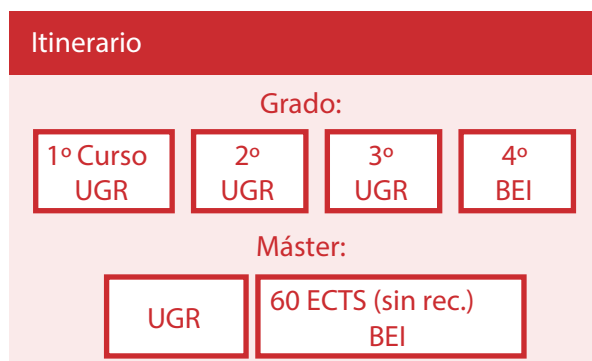 Itinerario
Grado:
1º Curso
UGR
2º
UGR
3º
UGR
4º
BEI
Máster:
UGR
60 ECTS (sin rec.)
BEI